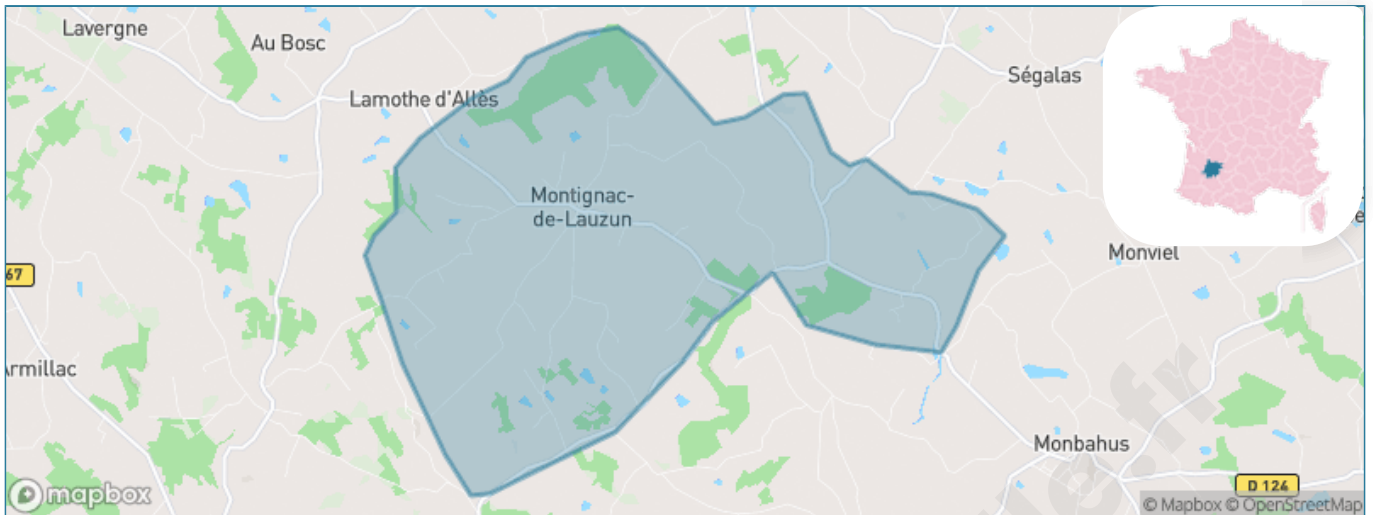 Lavergne
Au Bosc
Ségalas
Lamothe d'Allès
Montignac-
de-Lauzun
Monviel
67
Armillac
Monbahus
D 124
mapbox
© Mapbox © OpenStreetMap